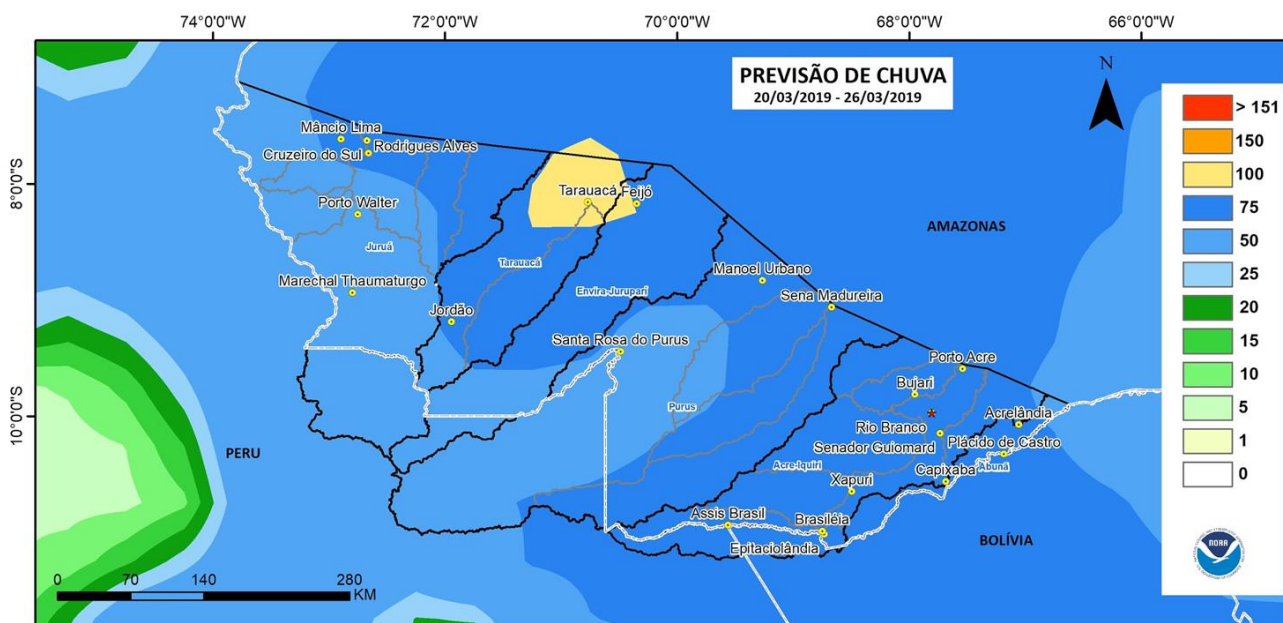 74°0'0"W
72°0'0"W
70°0'0"W
68°0'0"W
66°0'0"W
PREVISÃO DE CHUVA
20/03/2019 - 26/03/2019
N
> 151
150
100
75
50
25
20
15
10
5
1
0
NOAA
8°0'0"S
10°0'0"S
Mâncio Lima
Rodrigues Alves
Cruzeiro do Sul
Porto Walter
Juruá
Marechal Thaumaturgo
Tarauacá
Feijó
Tarauacá
Jordão
Envira-Jurupari
Santa Rosa do Purus
Manoel Urbano
Sena Madureira
AMAZONAS
Purus
Porto Acre
Bujari
Acrelândia
Rio Branco
Senador Guiomard
Plácido de Castro
Acre-Iquiri
Abunã
Capixaba
Xapuri
Assis Brasil
Brasiléia
Epitaciolândia
PERU
BOLÍVIA
0
70
140
280
KM